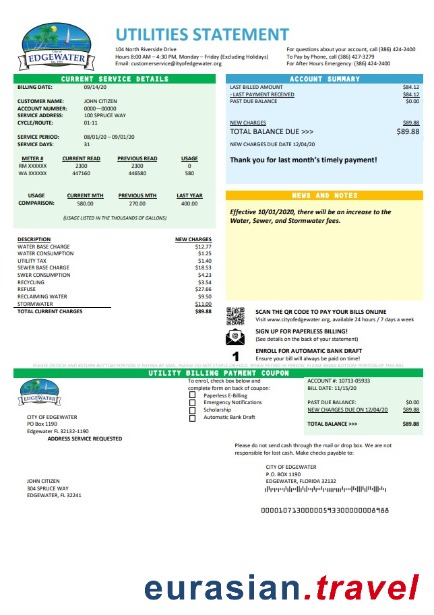 EDGEWATER
UTILITIES STATEMENT
104 North Riverside Drive
Hours 8:00 AM – 4:30 PM, Monday – Friday (Excluding Holidays)
Email: customerservice@ityofedgewater.org
For questions about your account, call (386) 424-2400
To Pay by Phone, call (386) 427-3279
For After Hours Emergency (386) 424-2400
CURRENT SERVICE DETAILS
BILLING DATE: 09/14/20
CUSTOMER NAME: JOHN CITIZEN
ACCOUNT NUMBER: 0000—00000
SERVICE ADDRESS: 100 SPRUCE WAY
CYCLE/ROUTE: 01-11
SERVICE PERIOD: 08/01/20 – 09/01/20
SERVICE DAYS: 31
METER # CURRENT READ PREVIOUS READ USAGE
RM XXXXXX 2300 2300 0
WA XXXXXX 447160 446580 580
USAGE CURRENT MTH PREVIOUS MTH LAST YEAR
COMPARISON: 580.00 270.00 400.00
(USAGE LISTED IN THE THOUSANDS OF GALLONS)
ACCOUNT SUMMARY
LAST BILLED AMOUNT $84.12
-LAST PAYMENT RECEIVED $84.12
PAST DUE BALANCE $0.00
NEW CHARGES $89.88
TOTAL BALANCE DUE >>> $89.88
NEW CHARGES DUE DATE 12/04/20
Thank you for last month's timely payment!
NEWS AND NOTES
Effective 10/01/2020, there will be an increase to the
Water, Sewer, and Stormwater fees.
DESCRIPTION NEW CHARGES
WATER BASE CHARGE $12.77
WATER CONSUMPTION $1.25
UTILITY TAX $1.40
SEWER BASE CHARGE $18.53
SWER CONSUMPTION $4.23
RECYCLING $3.54
REFUSE $27.66
RECLAIMING WATER $9.50
STORMWATER $11.00
TOTAL CURRENT CHARGES $89.88
SCAN THE QR CODE TO PAY YOUR BILLS ONLINE
Visit www.cityofedgewater.org, available 24 hours / 7 days a week
SIGN UP FOR PAPERLESS BILLING!
(See details on the back of your statement)
1
ENROLL FOR AUTOMATIC BANK DRAFT
Ensure your bill will always be paid on time!
UTILITY BILLING PAYMENT COUPON
EDGEWATER
CITY OF EDGEWATER
PO Box 1190
Edgewater FL 32132-1190
ADDRESS SERVICE REQUESTED
To enrol, check box below and
complete form on back of coupon:
Paperless E-Billing
Emergency Notifications
Scholarship
Automatic Bank Draft
ACCOUNT #: 10713-05933
BILL DATE: 11/15/20
PAST DUE BALANCE: $0.00
NEW CHARGES DUE ON 12/04/20 $89.88
TOTAL BALANCE >>> $89.88
Please do not send cash through the mail or drop box. We are not
responsible for lost cash. Make checks payable to:
CITY OF EDGEWATER
P. O. BOX 1190
EDGEWATER, FLORIDA 32132
JOHN CITIZEN
304 SPRUCE WAY
EDGEWATER, FL 32241
eurasian.travel